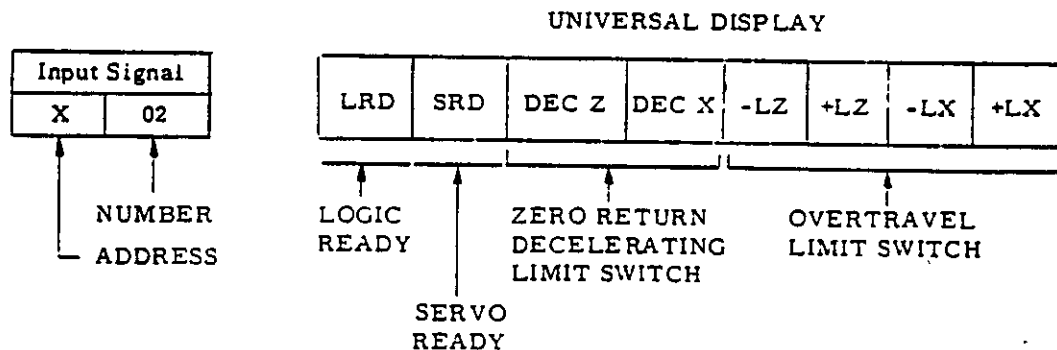 UNIVERSAL DISPLAY
Input Signal
X 02
LRD SRD DEC Z DEC X -LZ +LZ -LX +LX
NUMBER
ADDRESS
LOGIC
READY
SERVO
READY
ZERO RETURN
DECELERATING
LIMIT SWITCH
OVERTRAVEL
LIMIT SWITCH